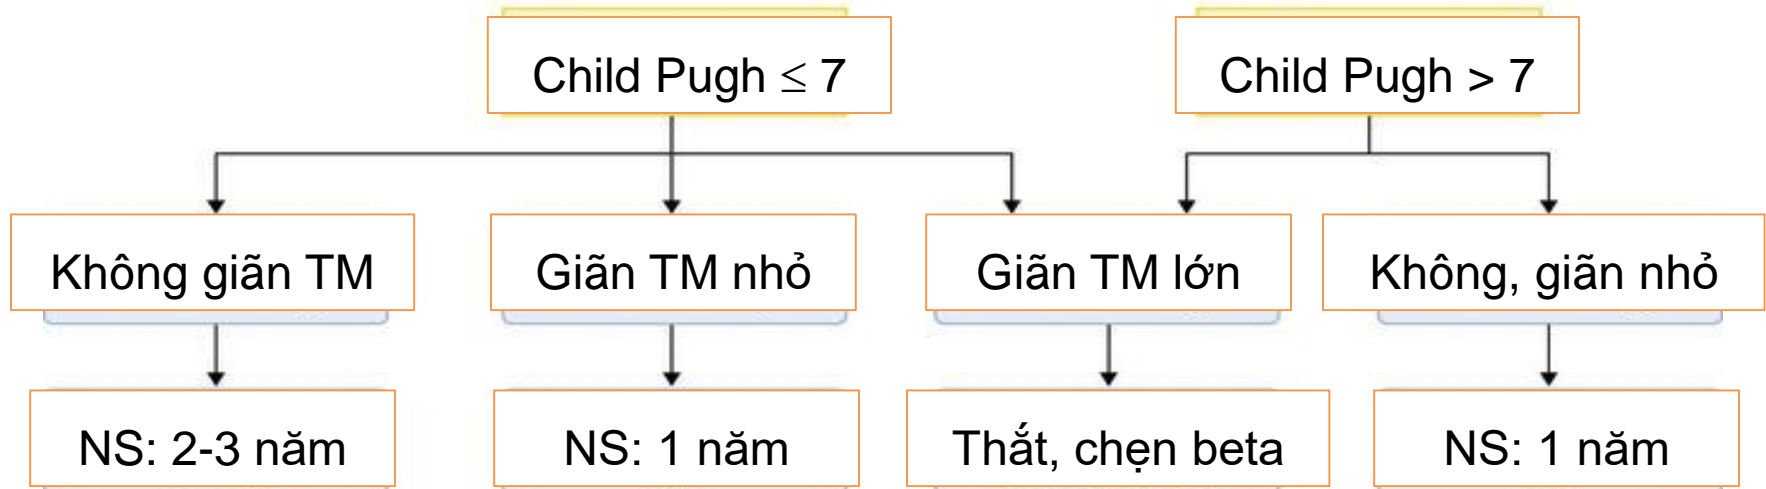 Child Pugh ≤ 7
Child Pugh > 7
Không giãn TM
Giãn TM nhỏ
Giãn TM lớn
Không, giãn nhỏ
NS: 2-3 năm
NS: 1 năm
Thắt, chẹn beta
NS: 1 năm